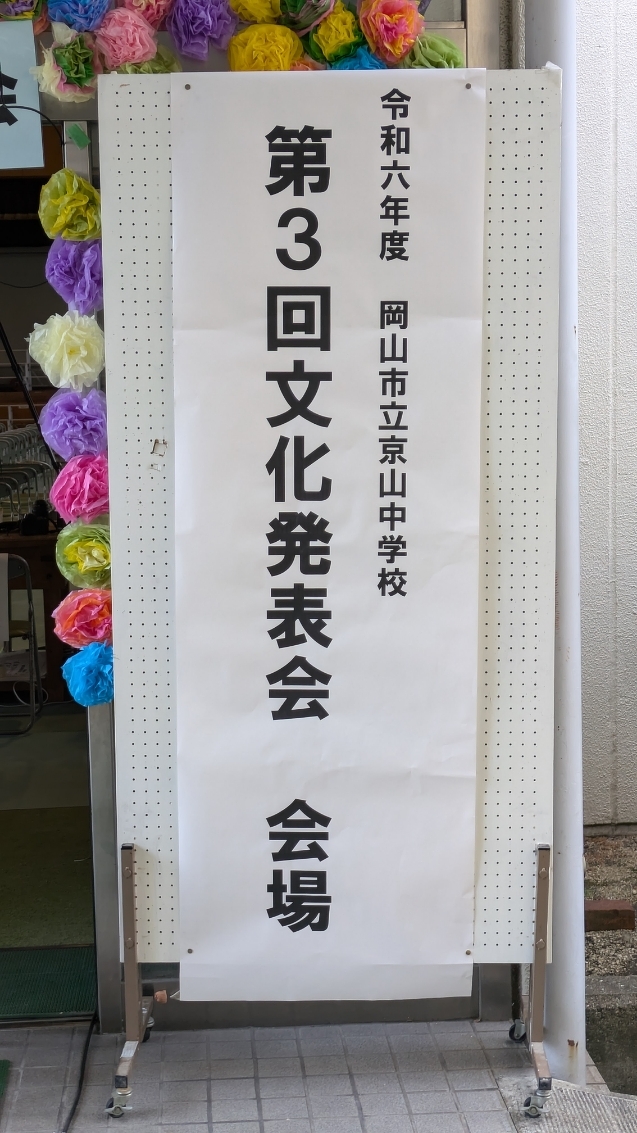 令和六年度　岡山市立京山中学校
第3回文化発表会　会場